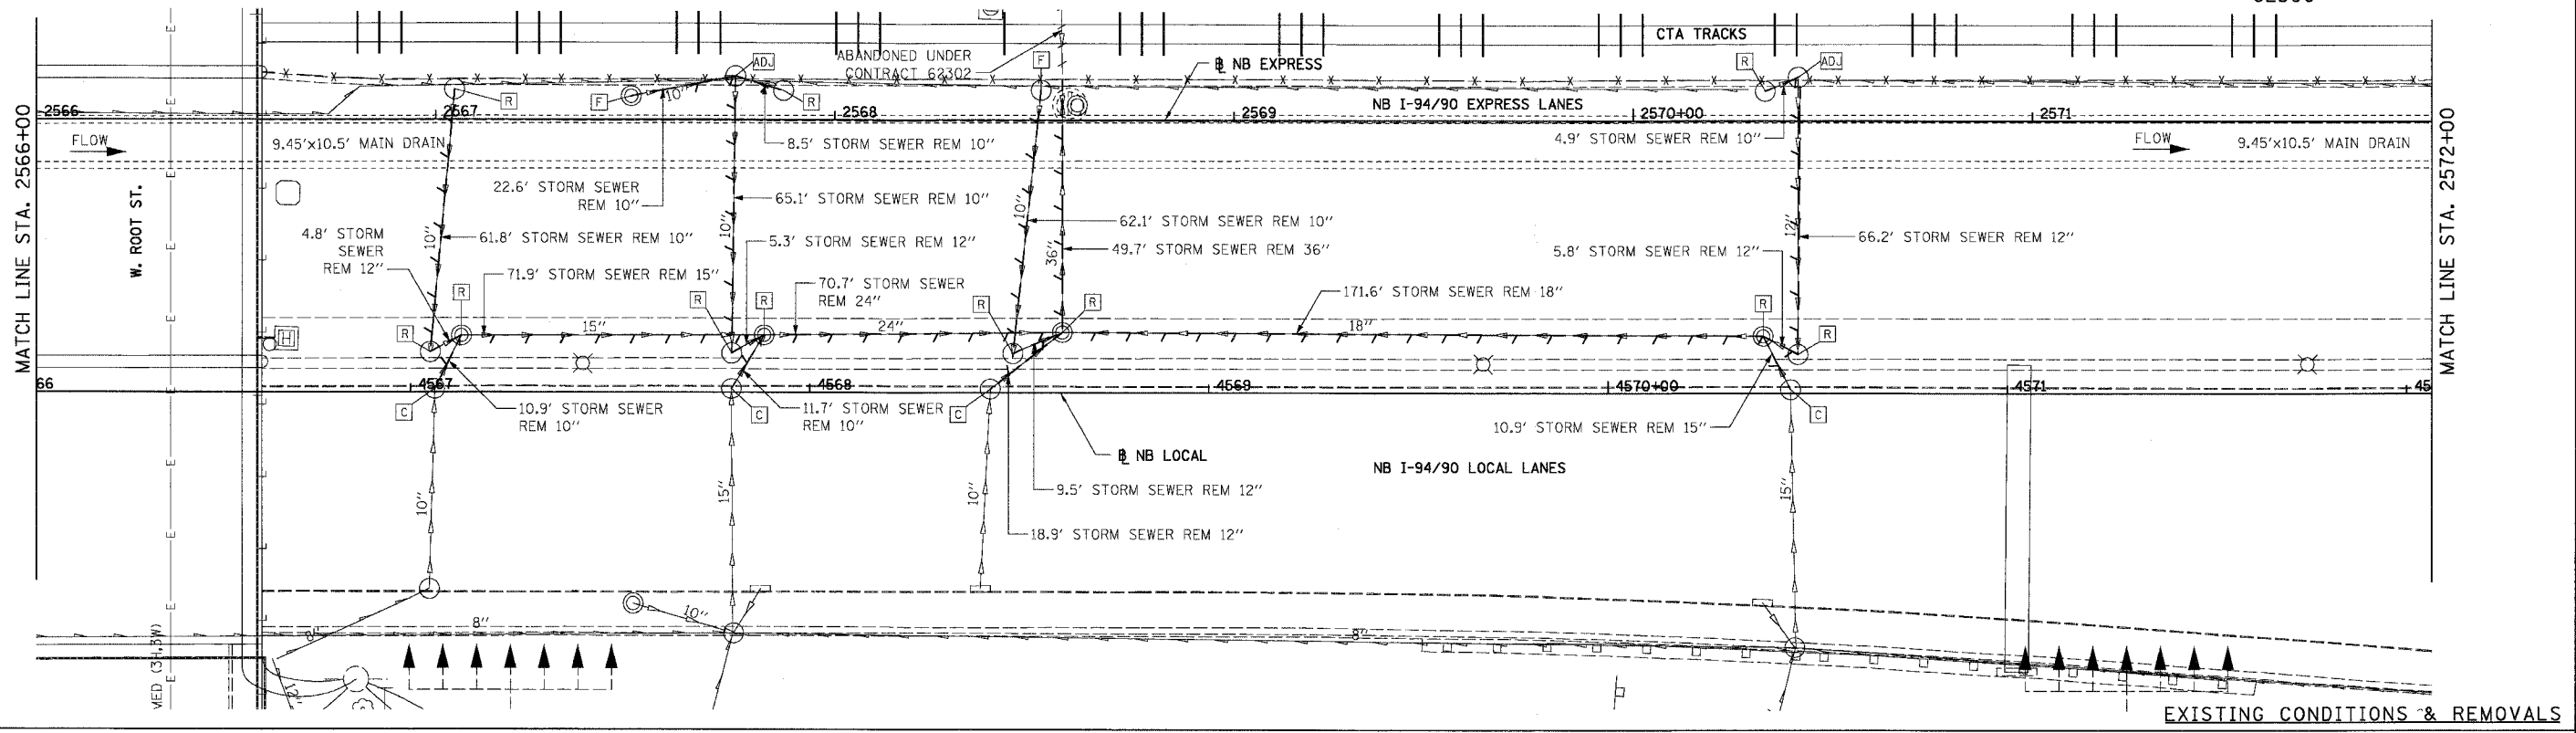 ABANDONED UNDER
CONTRACT 62302
CTA TRACKS
ADJ
F
R
ADJ
℄ NB EXPRESS
F
R
10"
R
NB I-94/90 EXPRESS LANES
2566
2567
2568
2569
2570+00
2571
FLOW
9.45'x10.5' MAIN DRAIN
8.5' STORM SEWER REM 10"
4.9' STORM SEWER REM 10"
FLOW
9.45'x10.5' MAIN DRAIN
MATCH LINE STA. 2566+00
W. ROOT ST.
MATCH LINE STA. 2572+00
22.6' STORM SEWER
REM 10"
65.1' STORM SEWER REM 10"
4.8' STORM
SEWER
REM 12"
10"
61.8' STORM SEWER REM 10"
10"
5.3' STORM SEWER REM 12"
10"
62.1' STORM SEWER REM 10"
36"
49.7' STORM SEWER REM 36"
12"
66.2' STORM SEWER REM 12"
5.8' STORM SEWER REM 12"
71.9' STORM SEWER REM 15"
70.7' STORM SEWER
REM 24"
171.6' STORM SEWER REM 18"
R
R
R
R
R
R
R
R
H
15"
24"
18"
66
4567
4568
4569
4570+00
4571
45
C
C
C
C
10.9' STORM SEWER
REM 10"
11.7' STORM SEWER
REM 10"
10.9' STORM SEWER REM 15"
℄ NB LOCAL
NB I-94/90 LOCAL LANES
10"
15"
10"
15"
9.5' STORM SEWER REM 12"
18.9' STORM SEWER REM 12"
8"
8"
10"
8"
12"
MED (3H,3W)
EXISTING CONDITIONS & REMOVALS